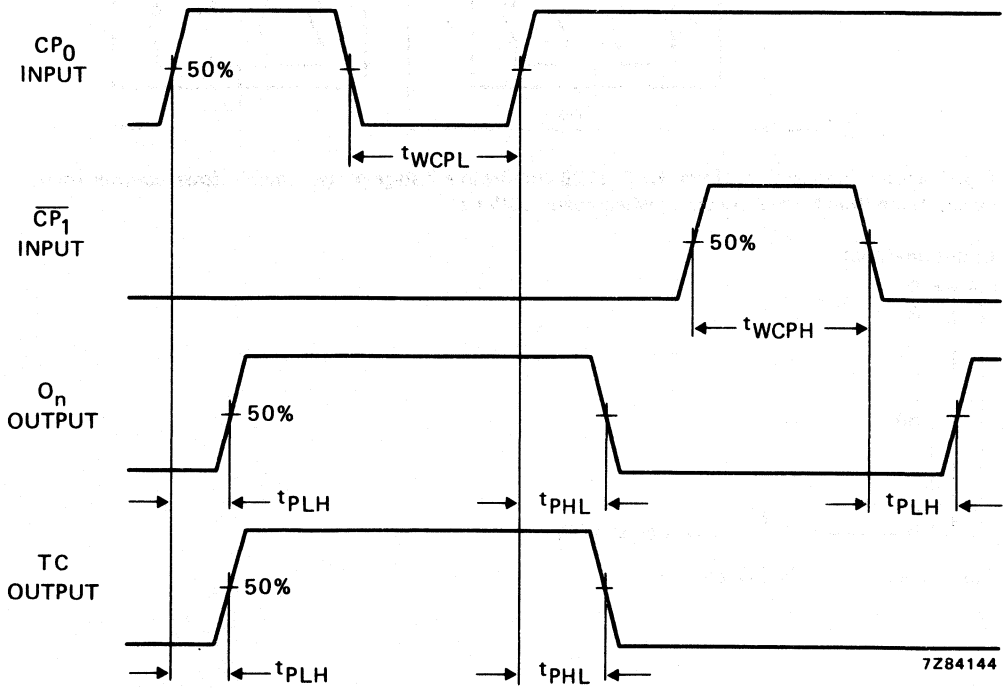 CP0
INPUT
50%
tWCPL
CP1
INPUT
50%
tWCPH
On
OUTPUT
50%
tPLH
tPHL
tPLH
TC
OUTPUT
50%
tPLH
tPHL
7Z84144